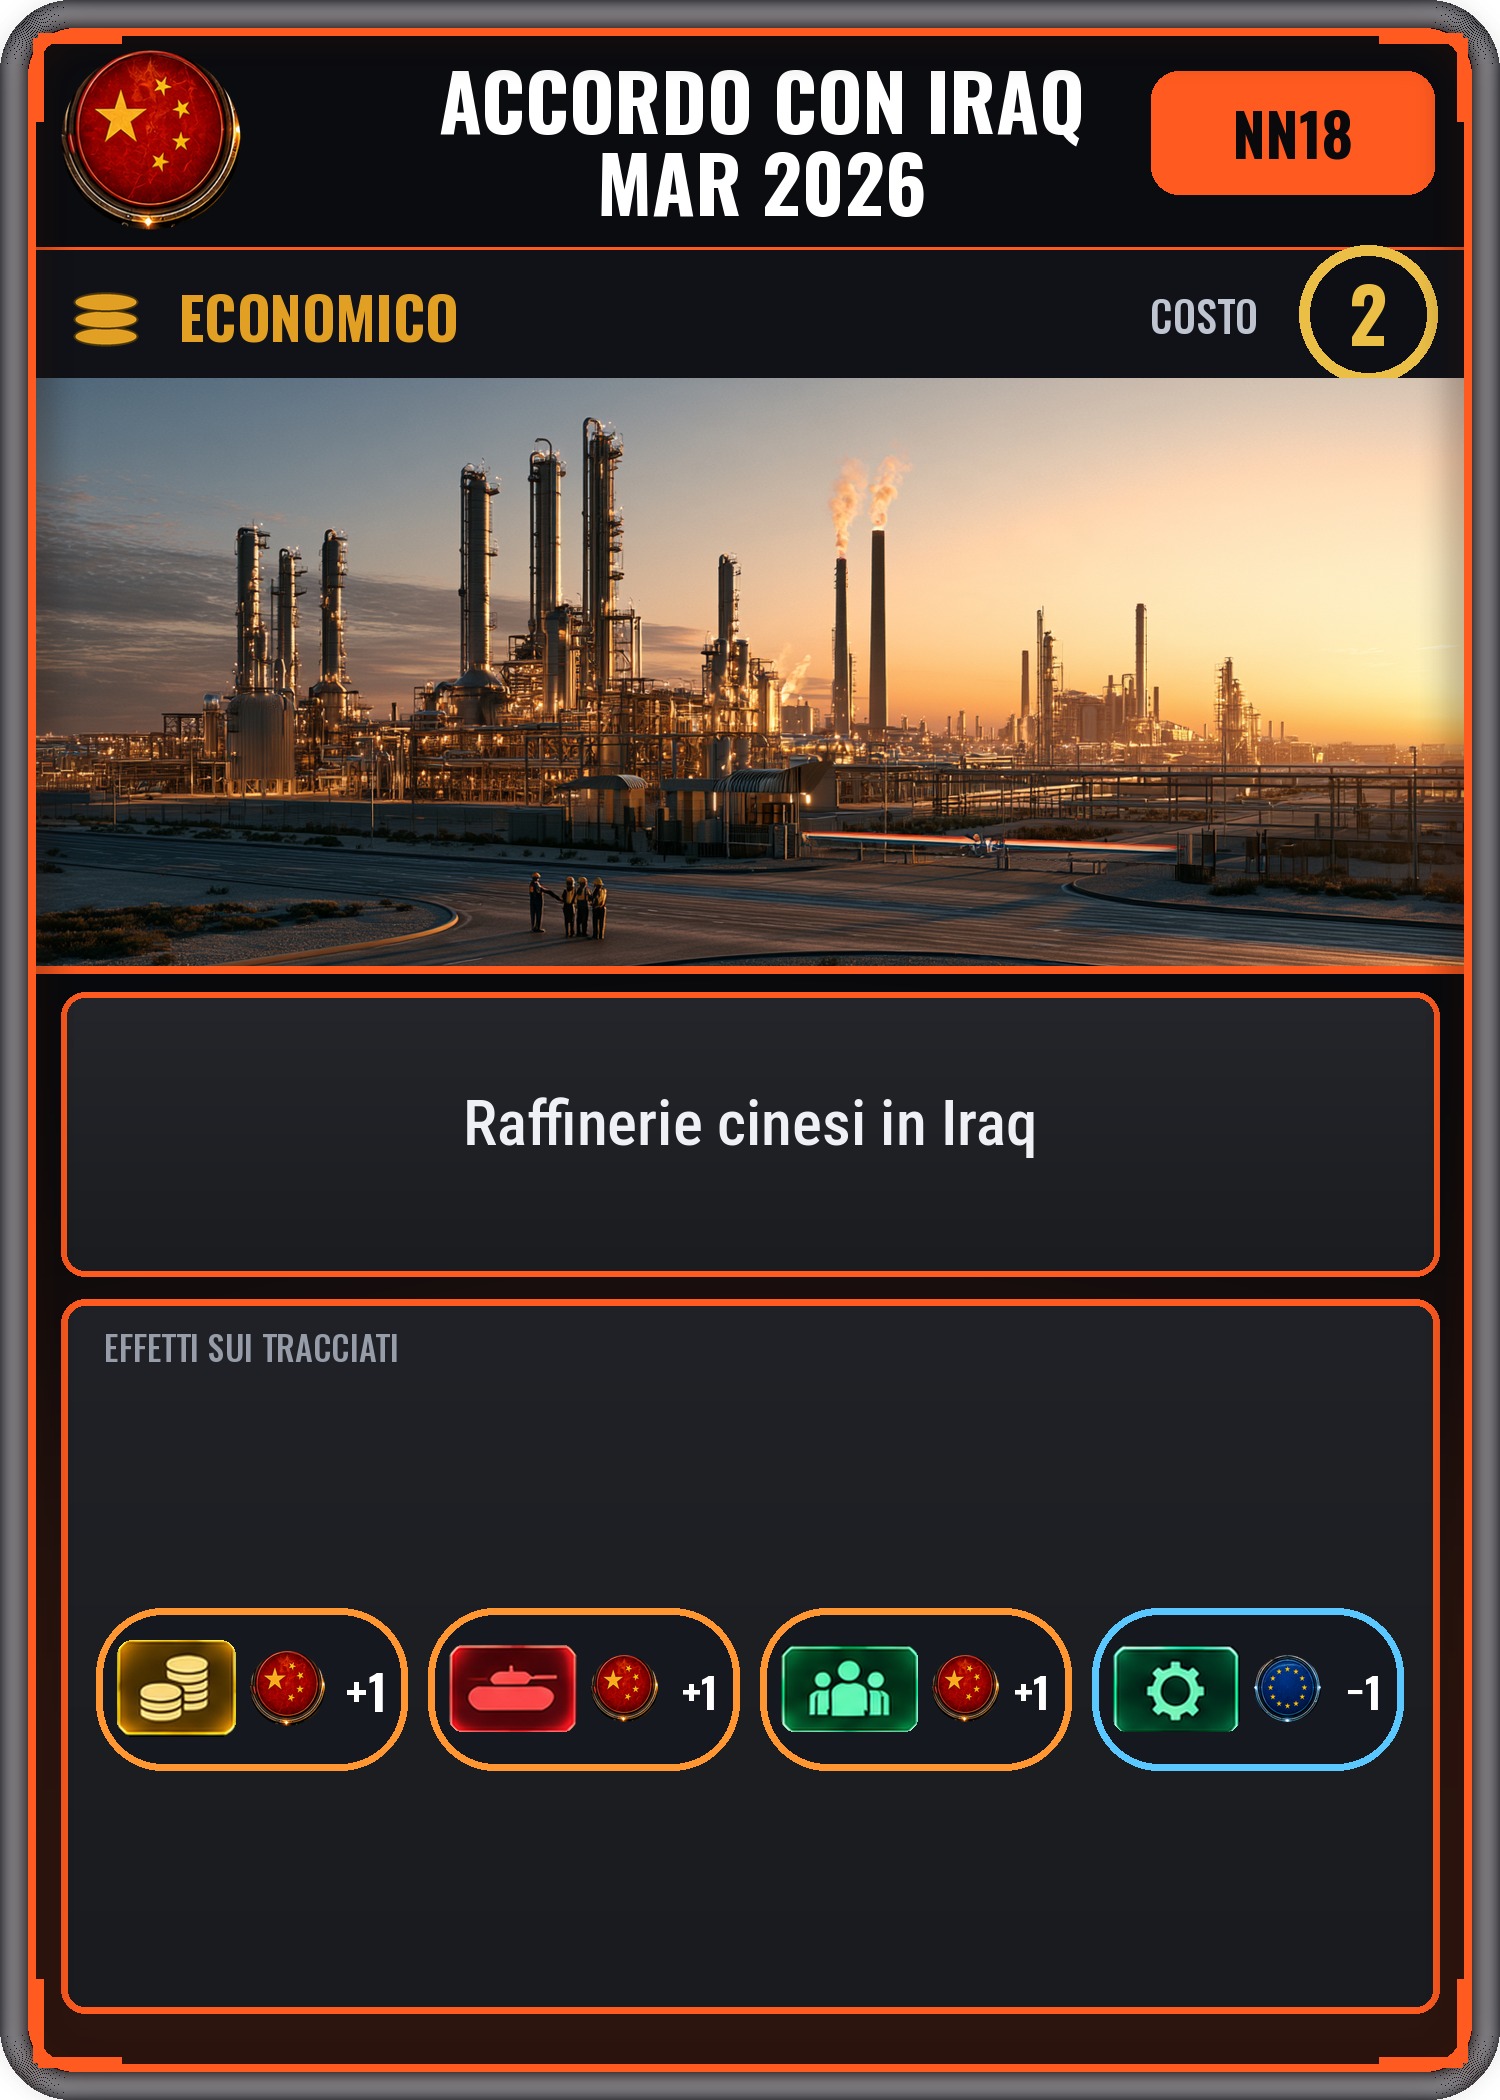 ACCORDO CON IRAQ
MAR 2026
NN18
ECONOMICO
COSTO
2
Raffinerie cinesi in Iraq
EFFETTI SUI TRACCIATI
+1
+1
+1
-1